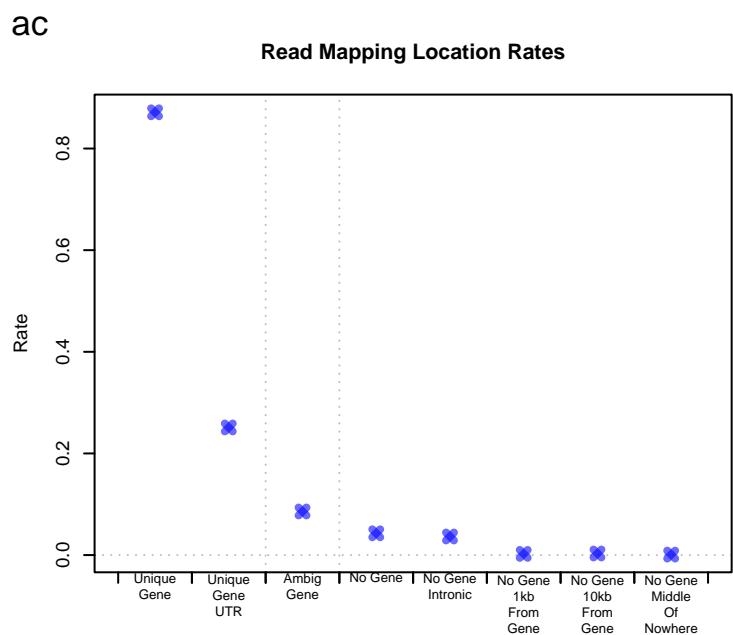 ac
Read Mapping Location Rates
Rate
0.8
0.6
0.4
0.2
0.0
Unique
Gene
Unique
Gene
UTR
Ambig
Gene
No Gene
No Gene
Intronic
No Gene
1kb
From
Gene
No Gene
10kb
From
Gene
No Gene
Middle
Of
Nowhere